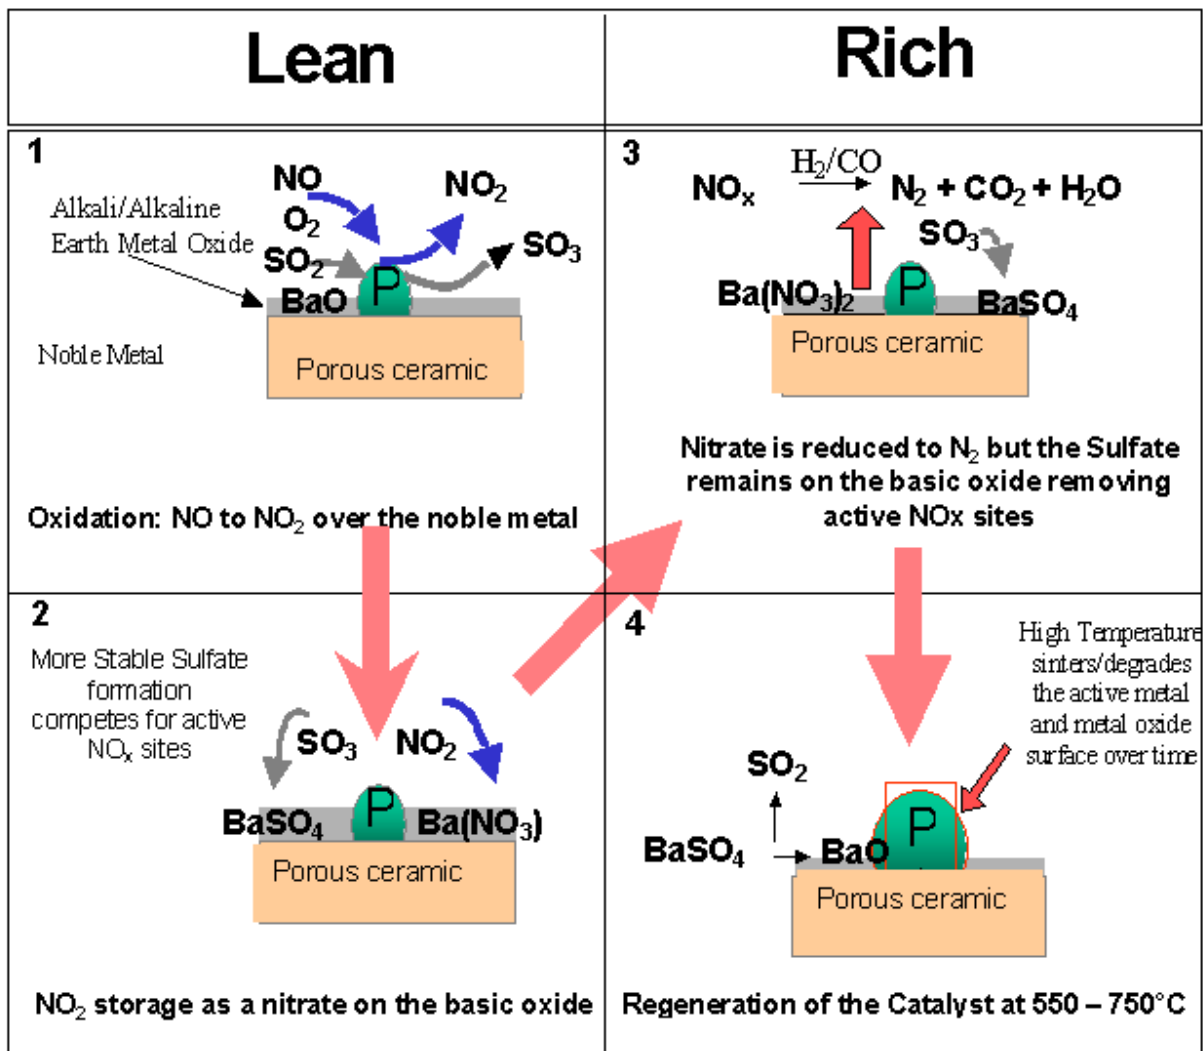 Lean
Rich
1
NO
O₂
SO₂
NO₂
SO₃
Alkali/Alkaline
Earth Metal Oxide
BaO
P
Noble Metal
Porous ceramic
Oxidation: NO to NO₂ over the noble metal
2
More Stable Sulfate
formation
competes for active
NOₓ sites
SO₃
NO₂
BaSO₄
P
Ba(NO₃)
Porous ceramic
NO₂ storage as a nitrate on the basic oxide
3
H₂/CO
NOₓ
N₂ + CO₂ + H₂O
SO₃
Ba(NO₃)₂
P
BaSO₄
Porous ceramic
Nitrate is reduced to N₂ but the Sulfate
remains on the basic oxide removing
active NOx sites
4
High Temperature
sinters/degrades
the active metal
and metal oxide
surface over time
SO₂
BaSO₄
BaO
P
Porous ceramic
Regeneration of the Catalyst at 550 – 750°C